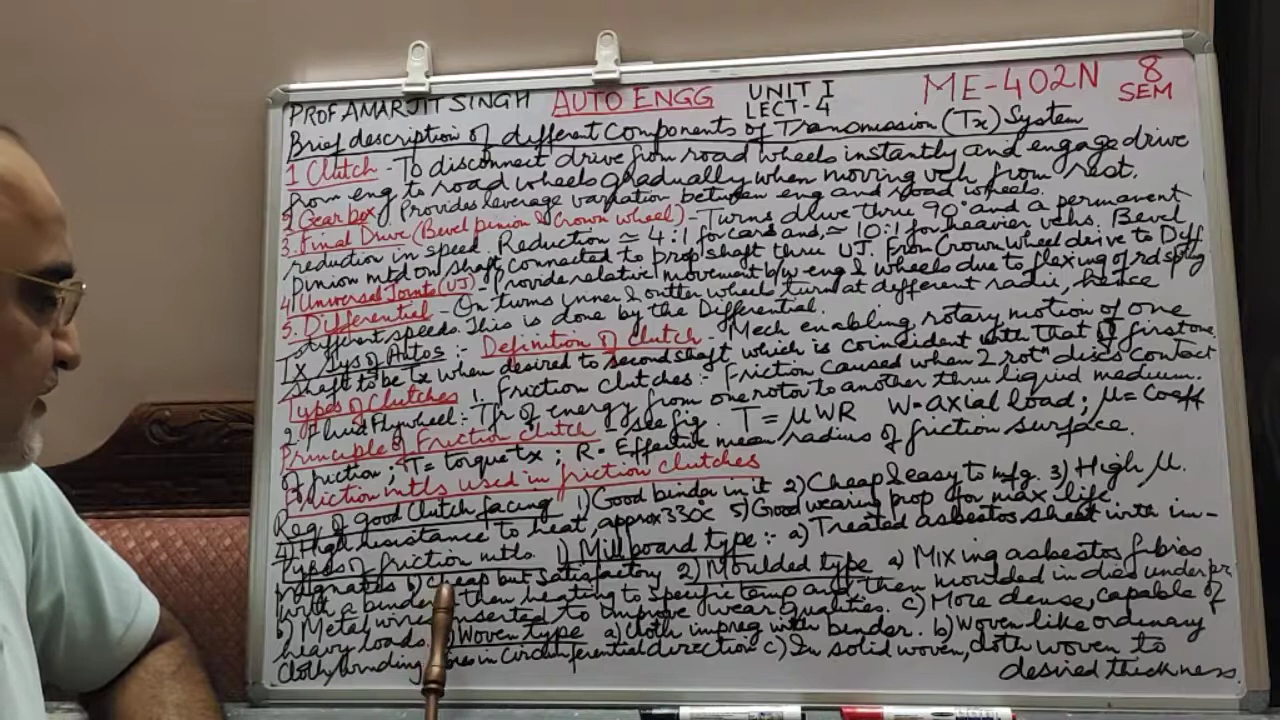 PROF AMARJIT SINGH AUTO ENGG UNIT I LECT-4 ME-402N 8 SEM
Brief description of different Components of Transmission (Tx) System
1 Clutch - To disconnect drive from road wheels instantly and engage drive
from eng to road wheels gradually when moving veh from rest.
2 Gear box / Provides leverage variation between eng and road wheels.
3. Final Drive (Bevel pinion & Crown wheel) - Turns drive thru 90° and a permanent
reduction in speed. Reduction ≃ 4:1 for cars and, ≃ 10:1 for heavier vehs. Bevel
pinion mtd on shaft, connected to prop shaft thru UJ. From Crown wheel drive to Diff
4 Universal Joints (UJ) - Provide relative movement b/w eng & wheels due to flexing of rd spring
5. Differential - On turns inner & outter wheels turn at different radii, hence
different speeds. This is done by the Differential.
Tx Sys of Autos :- Definition of Clutch - Mech enabling rotary motion of one
shaft to be tx when desired to second shaft which is coincident with that of first one.
Types of Clutches 1. Friction clutches :- Friction caused when 2 rotn discs contact
2 Fluid Flywheel :- Tfr of energy from one rotor to another thru liquid medium.
Principle of Friction clutch - see fig. T = μWR W = axial load; μ = Coeff
of friction; T = torque tx; R = Effective mean radius of friction surface.
Friction mtls used in friction clutches
Req of good Clutch facing 1) Good binder in it 2) Cheap & easy to mfg. 3) High μ.
4) High resistance to heat, approx 330c 5) Good wearing prop for max life.
Types of friction mtls 1) Mill board type :- a) Treated asbestos sheet with im-
pregnates b) Cheap but satisfactory 2) Moulded type a) Mixing asbestos fibres
with a binder then heating to specific temp and, then moulded in dies under pr
b) Metal wires inserted to improve wear qualities. c) More dense, capable of
heavy loads. Woven type a) cloth impreg with binder. b) Woven like ordinary
cloth, binding in circumferential direction c) In solid woven, cloth woven to
desired thickness.